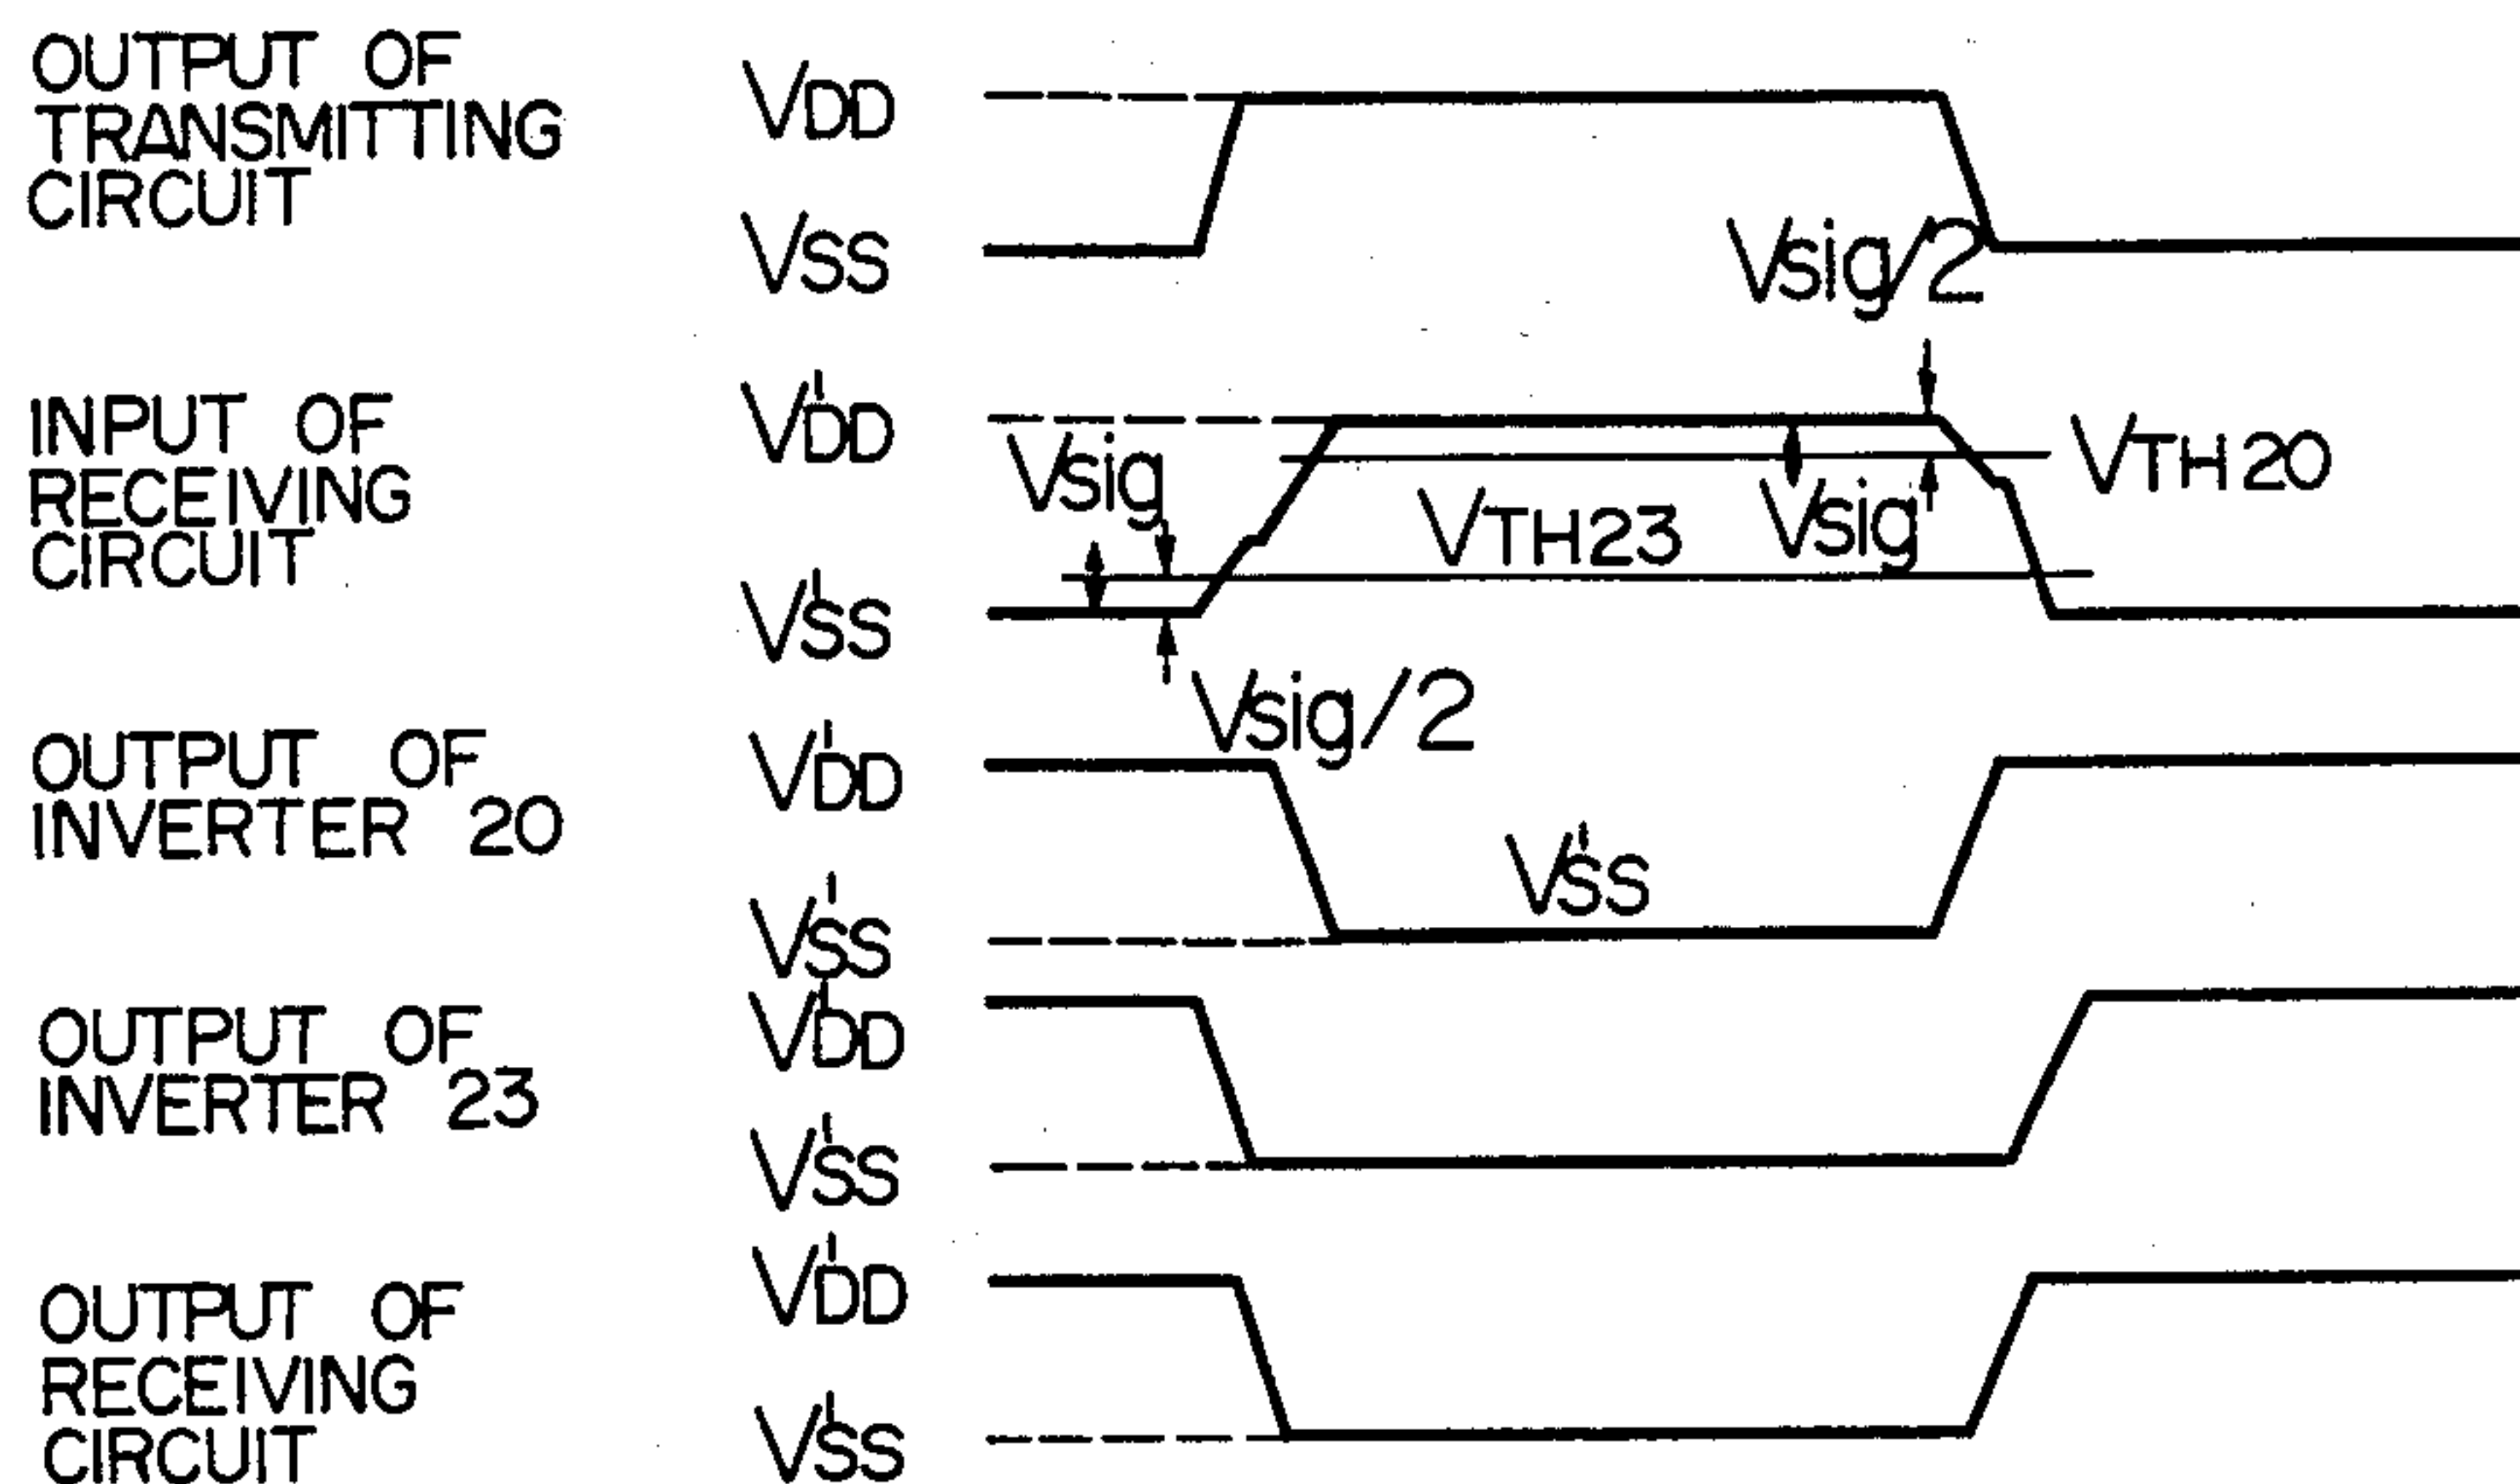 OUTPUT OF
TRANSMITTING
CIRCUIT
VDD
VSS
Vsig/2
INPUT OF
RECEIVING
CIRCUIT
V'DD
Vsig
VTH20
VTH23
Vsig
V'SS
Vsig/2
OUTPUT OF
INVERTER 20
V'DD
V'SS
V'SS
OUTPUT OF
INVERTER 23
V'DD
V'SS
OUTPUT OF
RECEIVING
CIRCUIT
V'DD
V'SS